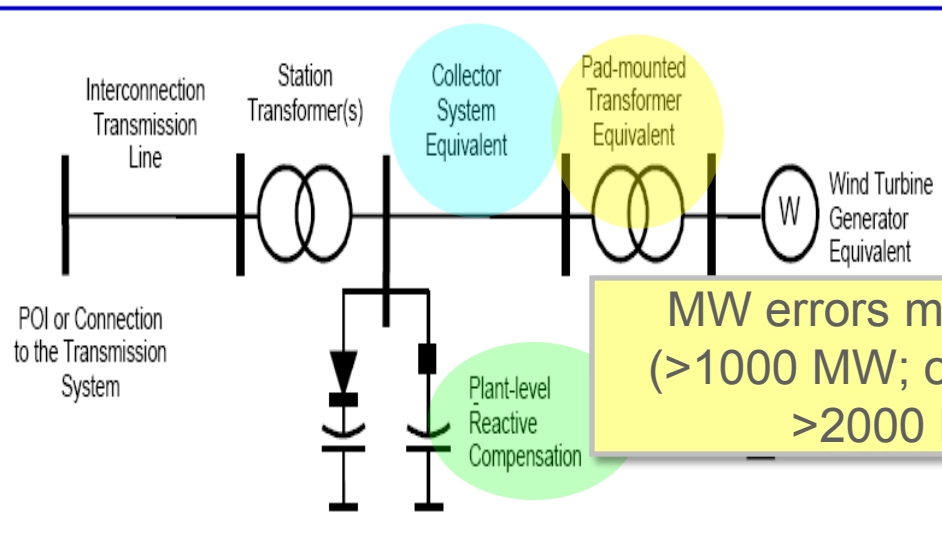 Interconnection
Transmission
Line
Station
Transformer(s)
Collector
System
Equivalent
Pad-mounted
Transformer
Equivalent
W
Wind Turbine
Generator
Equivalent
POI or Connection
to the Transmission
System
Plant-level
Reactive
Compensation
MW errors
(>1000 MW;
>2000